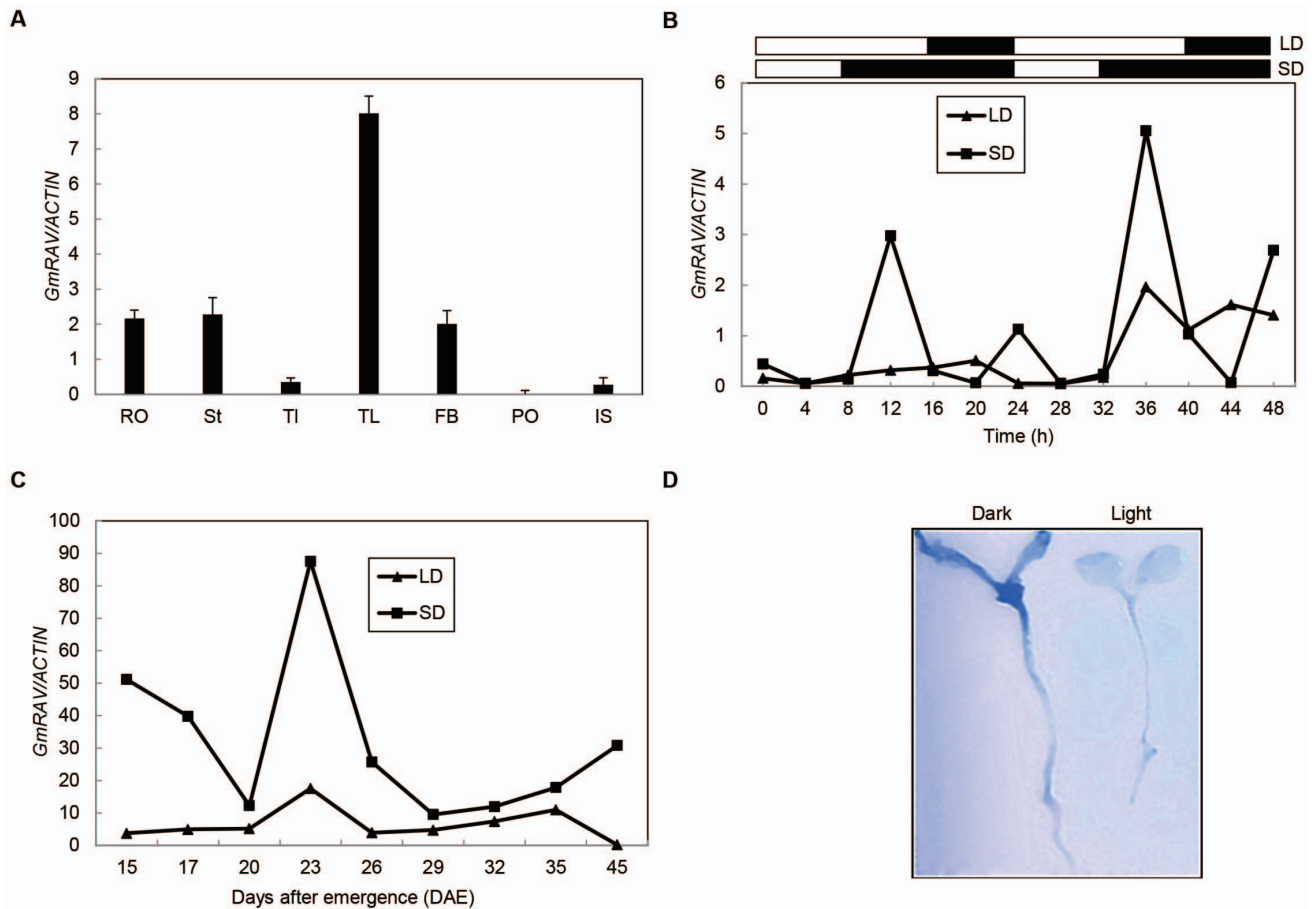 A
9
8
7
6
5
4
3
2
1
0
GmRAV/ACTIN
RO St Tl TL FB PO IS
B
LD
SD
6
5
4
3
2
1
0
GmRAV/ACTIN
LD
SD
0 4 8 12 16 20 24 28 32 36 40 44 48
Time (h)
C
100
90
80
70
60
50
40
30
20
10
0
GmRAV/ACTIN
LD
SD
15 17 20 23 26 29 32 35 45
Days after emergence (DAE)
D
Dark Light